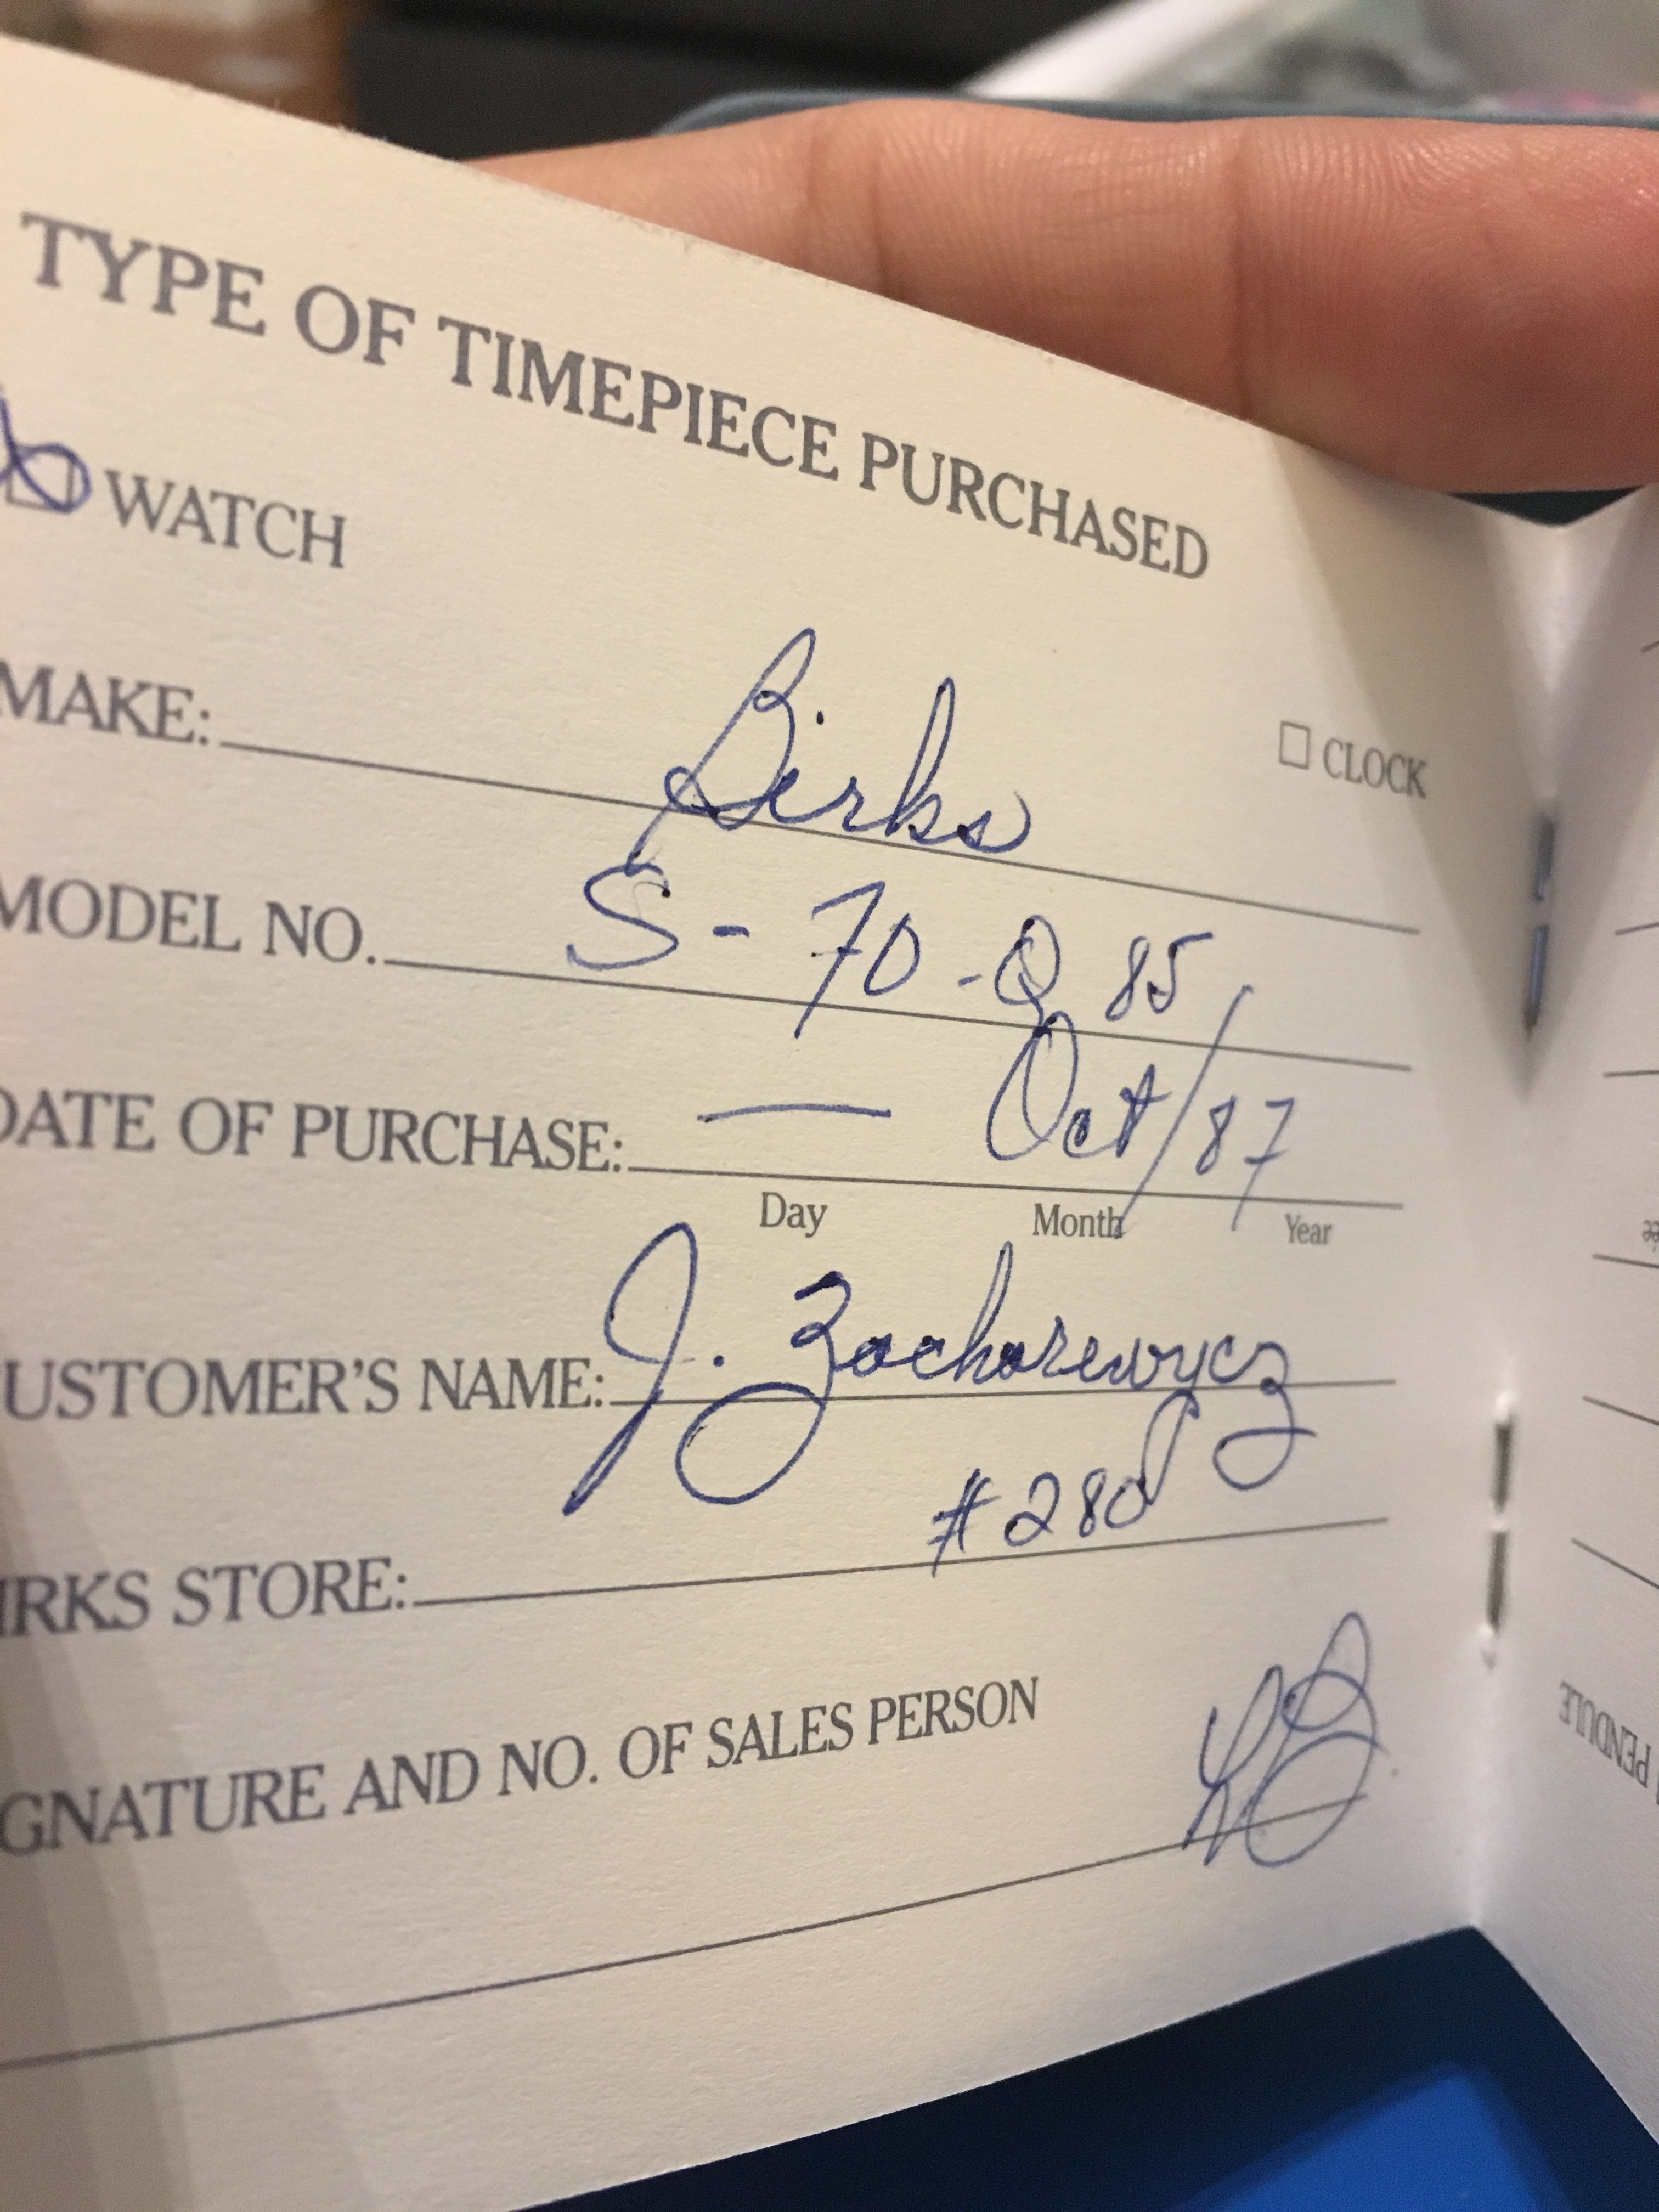 TYPE OF TIMEPIECE PURCHASED
WATCH
CLOCK
MAKE: Birks
MODEL NO. S-70-Q 85
DATE OF PURCHASE: — Oct/87
Day Month Year
USTOMER'S NAME: J. Zacharewycz
IRKS STORE: #280
GNATURE AND NO. OF SALES PERSON
PENDULE